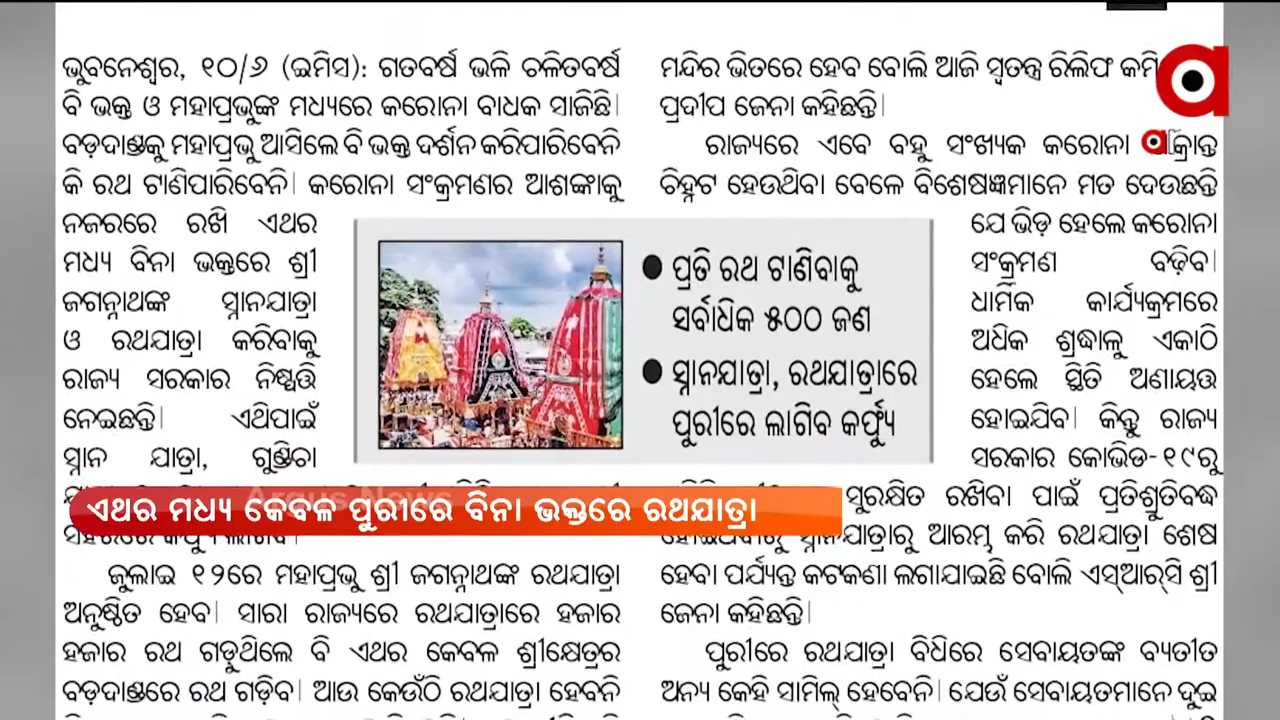 ଭୁବନେଶ୍ୱର, ୧୦/୬ (ଇମିସ): ଗତବର୍ଷ ଭଳି ଚଳିତବର୍ଷ
ବି ଭକ୍ତ ଓ ମହାପ୍ରଭୁଙ୍କ ମଧ୍ୟରେ କରୋନା ବାଧକ ସାଜିଛି।
ବଡ଼ଦାଣ୍ଡକୁ ମହାପ୍ରଭୁ ଆସିଲେ ବି ଭକ୍ତ ଦର୍ଶନ କରିପାରିବେନି
କି ରଥ ଟାଣିପାରିବେନି। କରୋନା ସଂକ୍ରମଣର ଆଶଙ୍କାକୁ
ନଜରରେ ରଖି ଏଥର
ମଧ୍ୟ ବିନା ଭକ୍ତରେ ଶ୍ରୀ
ଜଗନ୍ନାଥଙ୍କ ସ୍ନାନଯାତ୍ରା
ଓ ରଥଯାତ୍ରା କରିବାକୁ
ରାଜ୍ୟ ସରକାର ନିଷ୍ପତ୍ତି
ନେଇଛନ୍ତି। ଏଥିପାଇଁ
ସ୍ନାନ ଯାତ୍ରା, ଗୁଣ୍ଡିଚା
ସହରରେ କର୍ଫ୍ୟୁ ଲାଗିବ।
ଜୁଲାଇ ୧୨ରେ ମହାପ୍ରଭୁ ଶ୍ରୀ ଜଗନ୍ନାଥଙ୍କ ରଥଯାତ୍ରା
ଅନୁଷ୍ଠିତ ହେବ। ସାରା ରାଜ୍ୟରେ ରଥଯାତ୍ରାରେ ହଜାର
ହଜାର ରଥ ଗଡ଼ୁଥିଲେ ବି ଏଥର କେବଳ ଶ୍ରୀକ୍ଷେତ୍ରର
ବଡ଼ଦାଣ୍ଡରେ ରଥ ଗଡ଼ିବ। ଆଉ କେଉଁଠି ରଥଯାତ୍ରା ହେବନି
● ପ୍ରତି ରଥ ଟାଣିବାକୁ
ସର୍ବାଧିକ ୫୦୦ ଜଣ
● ସ୍ନାନଯାତ୍ରା, ରଥଯାତ୍ରାରେ
ପୁରୀରେ ଲାଗିବ କର୍ଫ୍ୟୁ
ମନ୍ଦିର ଭିତରେ ହେବ ବୋଲି ଆଜି ସ୍ୱତନ୍ତ୍ର ରିଲିଫ
ପ୍ରଦୀପ ଜେନା କହିଛନ୍ତି।
ରାଜ୍ୟରେ ଏବେ ବହୁ ସଂଖ୍ୟକ କରୋନା
ଚିହ୍ନଟ ହେଉଥିବା ବେଳେ ବିଶେଷଜ୍ଞମାନେ ମତ ଦେଉଛନ୍ତି
ଯେ ଭିଡ଼ ହେଲେ କରୋନା
ସଂକ୍ରମଣ ବଢ଼ିବ।
ଧାର୍ମିକ କାର୍ଯ୍ୟକ୍ରମରେ
ଅଧିକ ଶ୍ରଦ୍ଧାଳୁ ଏକାଠି
ହେଲେ ସ୍ଥିତି ଅଣାୟତ୍ତ
ହୋଇଯିବ। କିନ୍ତୁ ରାଜ୍ୟ
ସରକାର କୋଭିଡ-୧୯ରୁ
ସୁରକ୍ଷିତ ରଖିବା ପାଇଁ ପ୍ରତିଶ୍ରୁତିବଦ୍ଧ
ହୋଇଥିବାରୁ ସ୍ନାନଯାତ୍ରାରୁ ଆରମ୍ଭ କରି ରଥଯାତ୍ରା ଶେଷ
ହେବା ପର୍ଯ୍ୟନ୍ତ କଟକଣା ଲଗାଯାଇଛି ବୋଲି ଏସ୍ଆର୍‌ସି ଶ୍ରୀ
ଜେନା କହିଛନ୍ତି।
ପୁରୀରେ ରଥଯାତ୍ରା ବିଧିରେ ସେବାୟତଙ୍କ ବ୍ୟତୀତ
ଅନ୍ୟ କେହି ସାମିଲ୍ ହେବେନି। ଯେଉଁ ସେବାୟତମାନେ ଦୁଇ
Argus News
ଏଥର ମଧ୍ୟ କେବଳ ପୁରୀରେ ବିନା ଭକ୍ତରେ ରଥଯାତ୍ରା